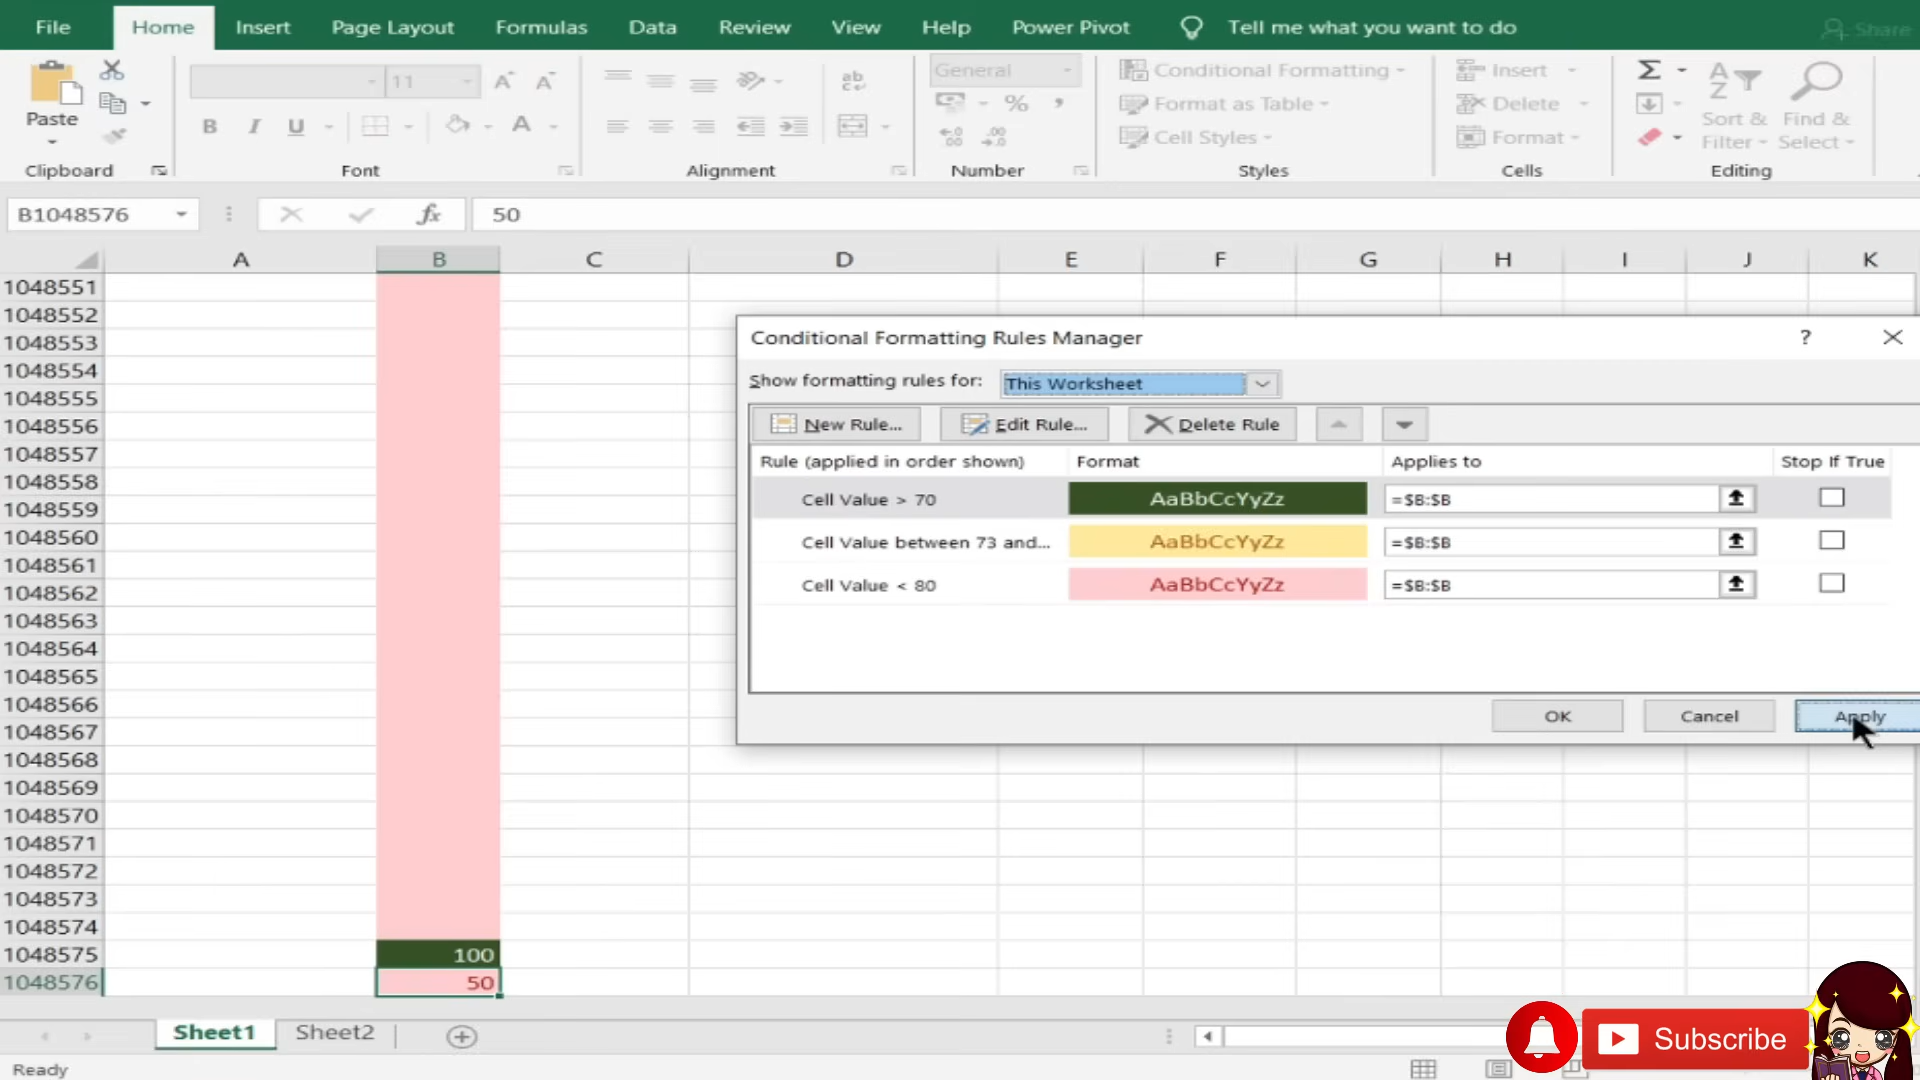 File Home Insert Page Layout Formulas Data Review View Help Power Pivot Tell me what you want to do Share
Paste
Clipboard
11
B I U A
Font
ab
Alignment
General
% ,
Number
Conditional Formatting
Format as Table
Cell Styles
Styles
Insert
Delete
Format
Cells
Σ
Sort & Filter
Find & Select
Editing
B1048576 fx 50
A B C D E F G H I J K
1048551
1048552
1048553
1048554
1048555
1048556
1048557
1048558
1048559
1048560
1048561
1048562
1048563
1048564
1048565
1048566
1048567
1048568
1048569
1048570
1048571
1048572
1048573
1048574
1048575 100
1048576 50
Conditional Formatting Rules Manager ?
Show formatting rules for: This Worksheet
New Rule... Edit Rule... Delete Rule
Rule (applied in order shown) Format Applies to Stop If True
Cell Value > 70 AaBbCcYyZz =$B:$B
Cell Value between 73 and... AaBbCcYyZz =$B:$B
Cell Value < 80 AaBbCcYyZz =$B:$B
OK Cancel Apply
Sheet1 Sheet2
Subscribe
Ready